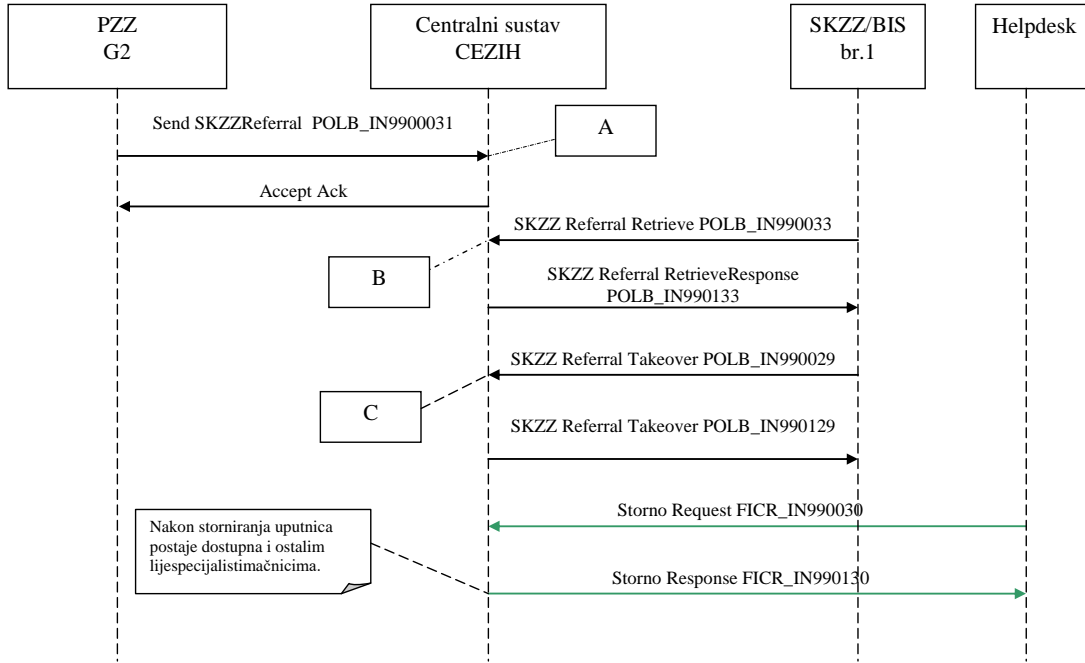 PZZ
G2
Centralni sustav
CEZIH
SKZZ/BIS
br.1
Helpdesk
Send SKZZReferral  POLB_IN9900031
A
Accept Ack
SKZZ Referral Retrieve POLB_IN990033
B
SKZZ Referral RetrieveResponse
POLB_IN990133
SKZZ Referral Takeover POLB_IN990029
C
SKZZ Referral Takeover POLB_IN990129
Storno Request FICR_IN990030
Nakon storniranja uputnica
postaje dostupna i ostalim
lijespecijalistimačnicima.
Storno Response FICR_IN990130